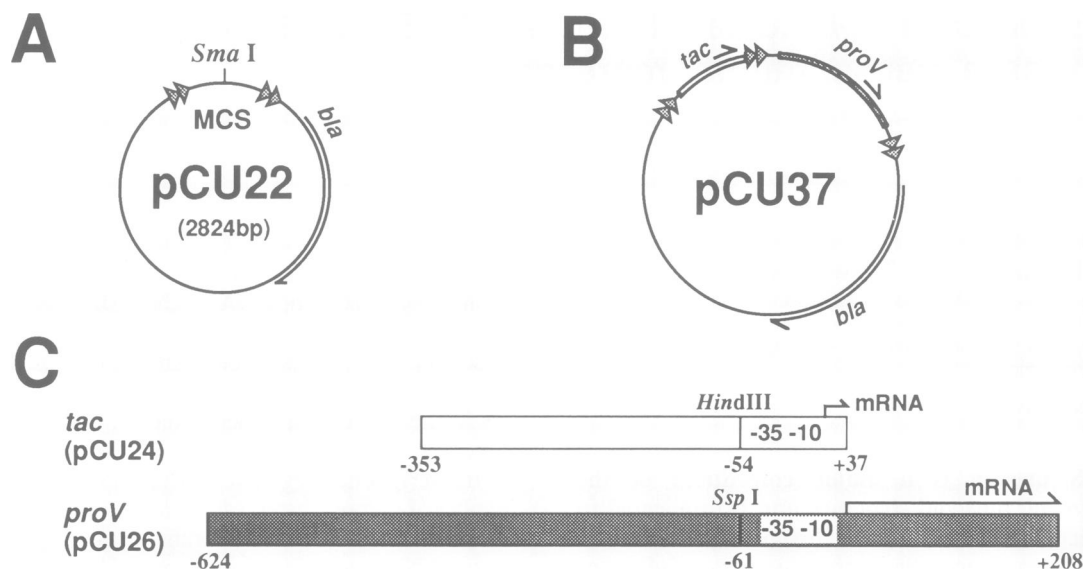 A
Sma I
MCS
bla
pCU22
(2824bp)
B
tac
proV
pCU37
bla
C
HindIII
mRNA
tac
(pCU24)
-35 -10
-353
-54
+37
Ssp I
mRNA
proV
(pCU26)
-35 -10
-624
-61
+208